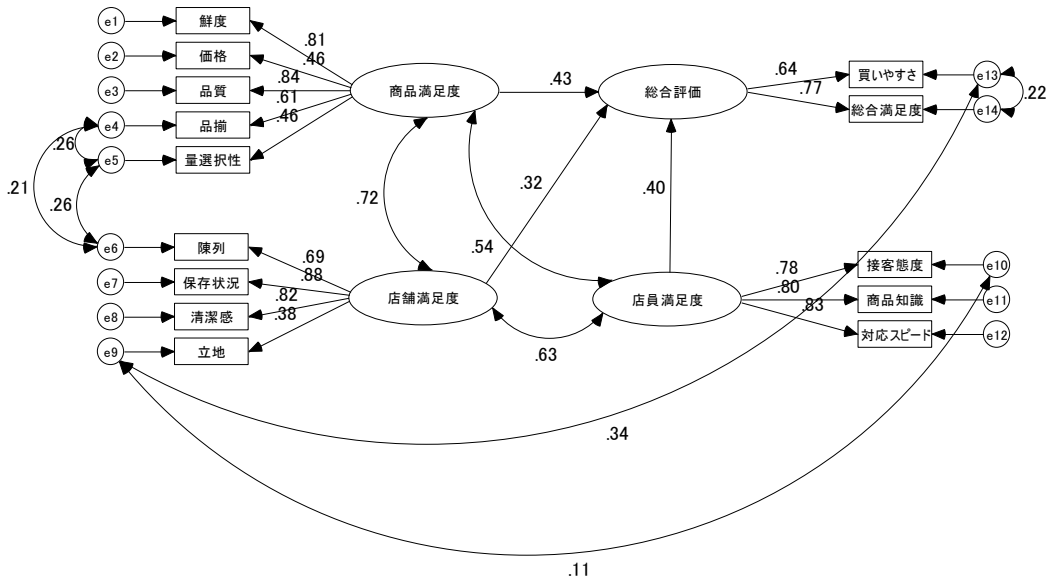 e1
鮮度
e2
価格
e3
品質
e4
品揃
e5
量選択性
e6
陳列
e7
保存状況
e8
清潔感
e9
立地
.81
.46
.84
.61
.46
.26
.21
.26
.69
.88
.82
.38
商品満足度
店舗満足度
.72
.43
.32
.54
.63
.40
総合評価
店員満足度
.64
.77
買いやすさ
総合満足度
e13
e14
.22
.78
.80
.83
接客態度
商品知識
対応スピード
e10
e11
e12
.34
.11